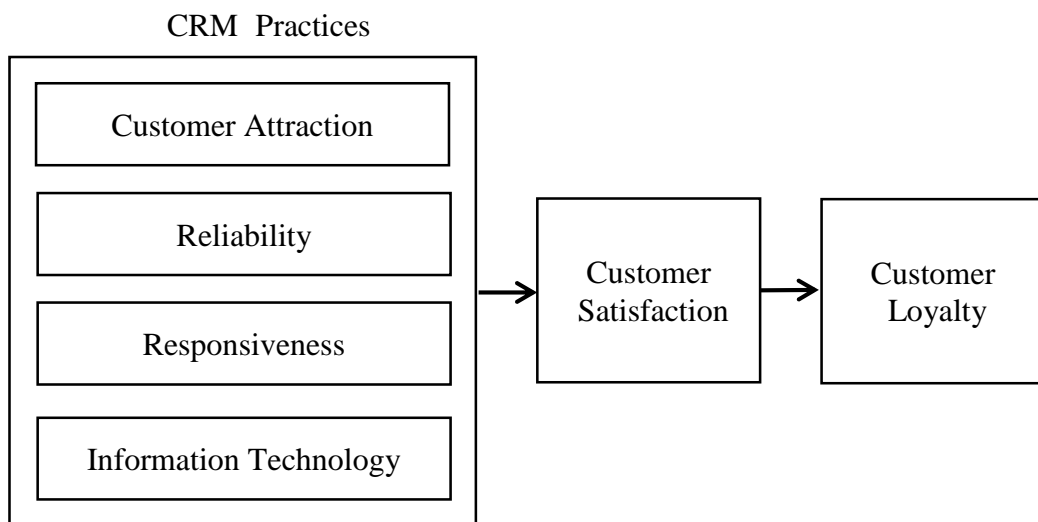 CRM Practices
Customer Attraction
Reliability
Responsiveness
Information Technology
Customer
Satisfaction
Customer
Loyalty